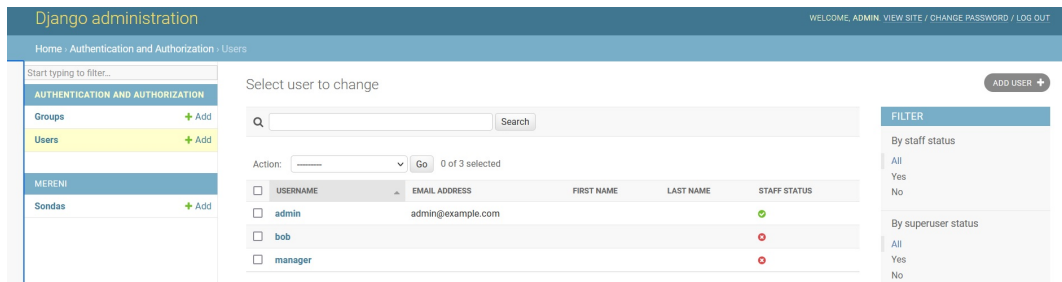 Django administration
WELCOME, ADMIN. VIEW SITE / CHANGE PASSWORD / LOG OUT
Home › Authentication and Authorization › Users
Start typing to filter...
AUTHENTICATION AND AUTHORIZATION
Groups + Add
Users + Add
MERENI
Sondas + Add
Select user to change
ADD USER +
Search
Action: --------- Go 0 of 3 selected
USERNAME EMAIL ADDRESS FIRST NAME LAST NAME STAFF STATUS
admin admin@example.com
bob
manager
FILTER
By staff status
All
Yes
No
By superuser status
All
Yes
No